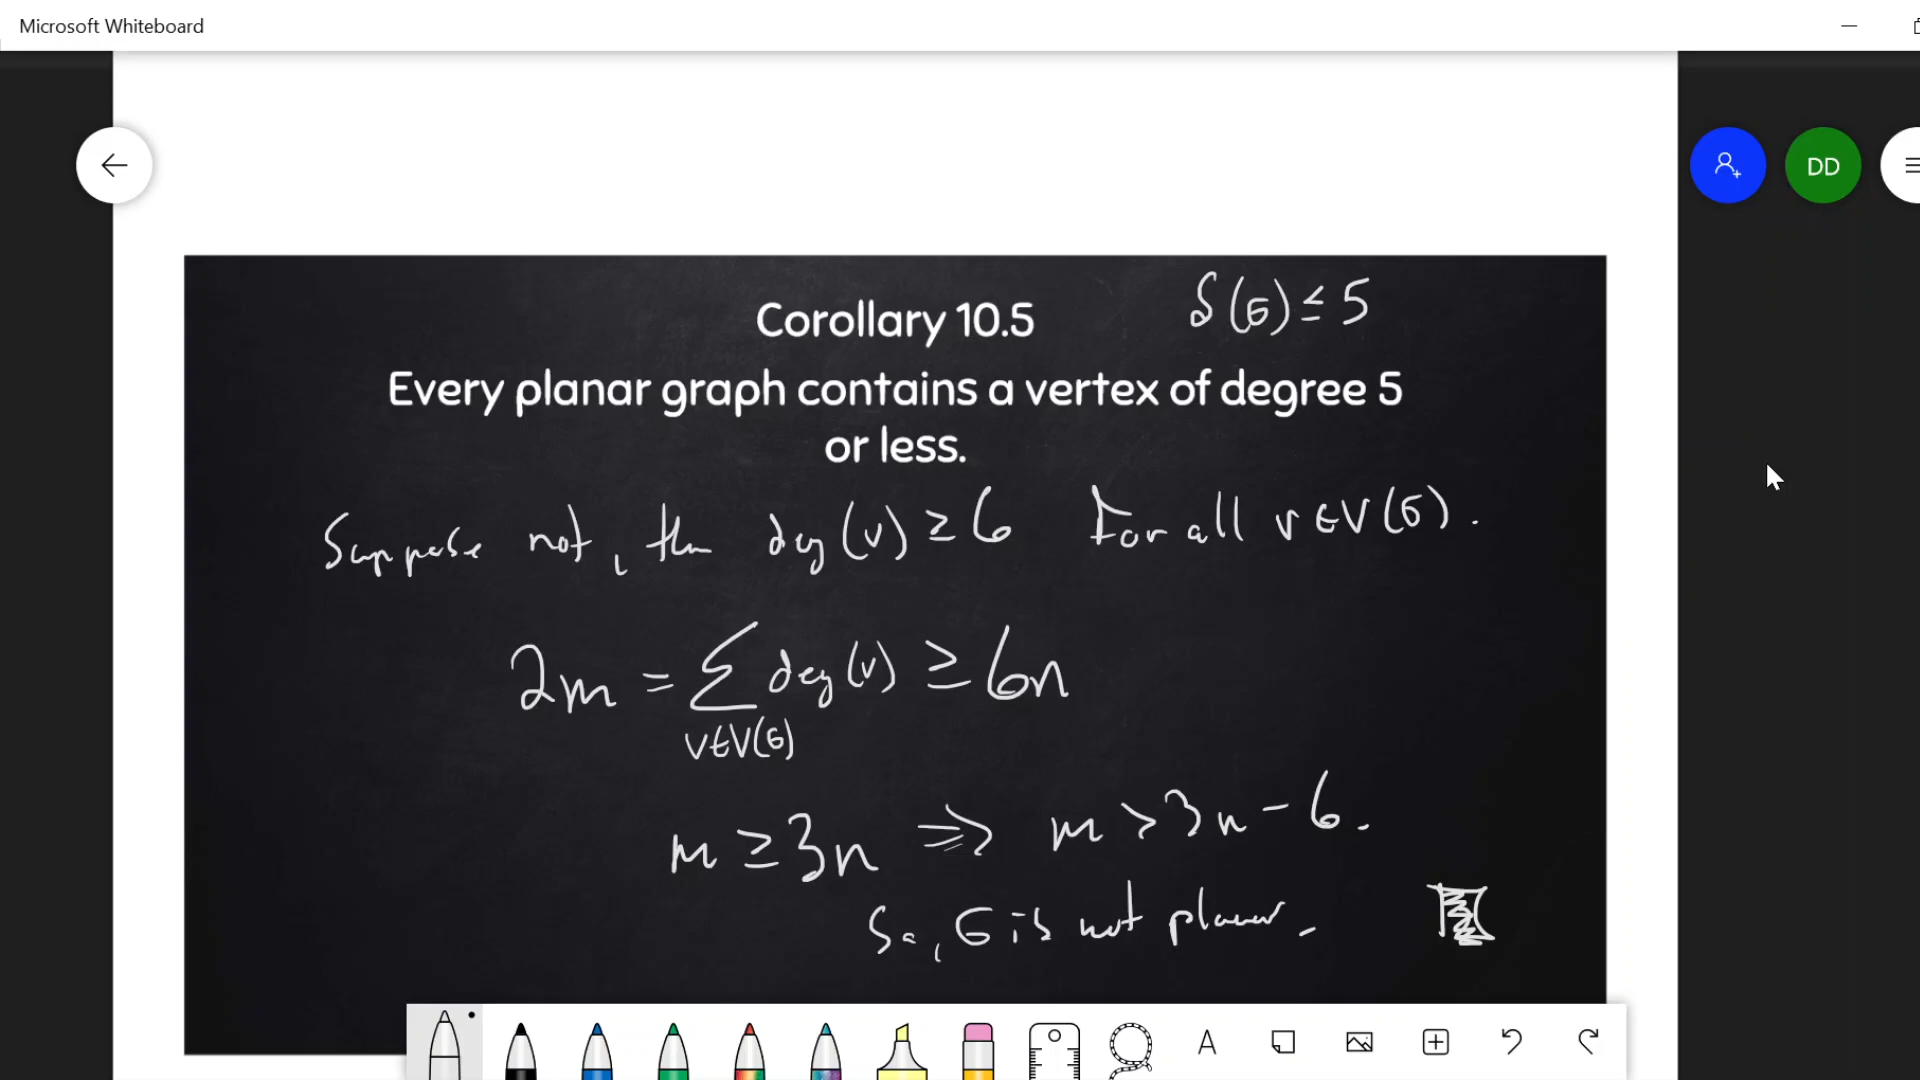 Microsoft Whiteboard
DD
Corollary 10.5
δ(G) ≤ 5
Every planar graph contains a vertex of degree 5
or less.
Suppose not, then deg(v) ≥ 6 For all v ∈ V(G).
2m = ∑ deg(v) ≥ 6n
v∈V(G)
m ≥ 3n ⇒ m > 3n - 6.
So, G is not planar.
A